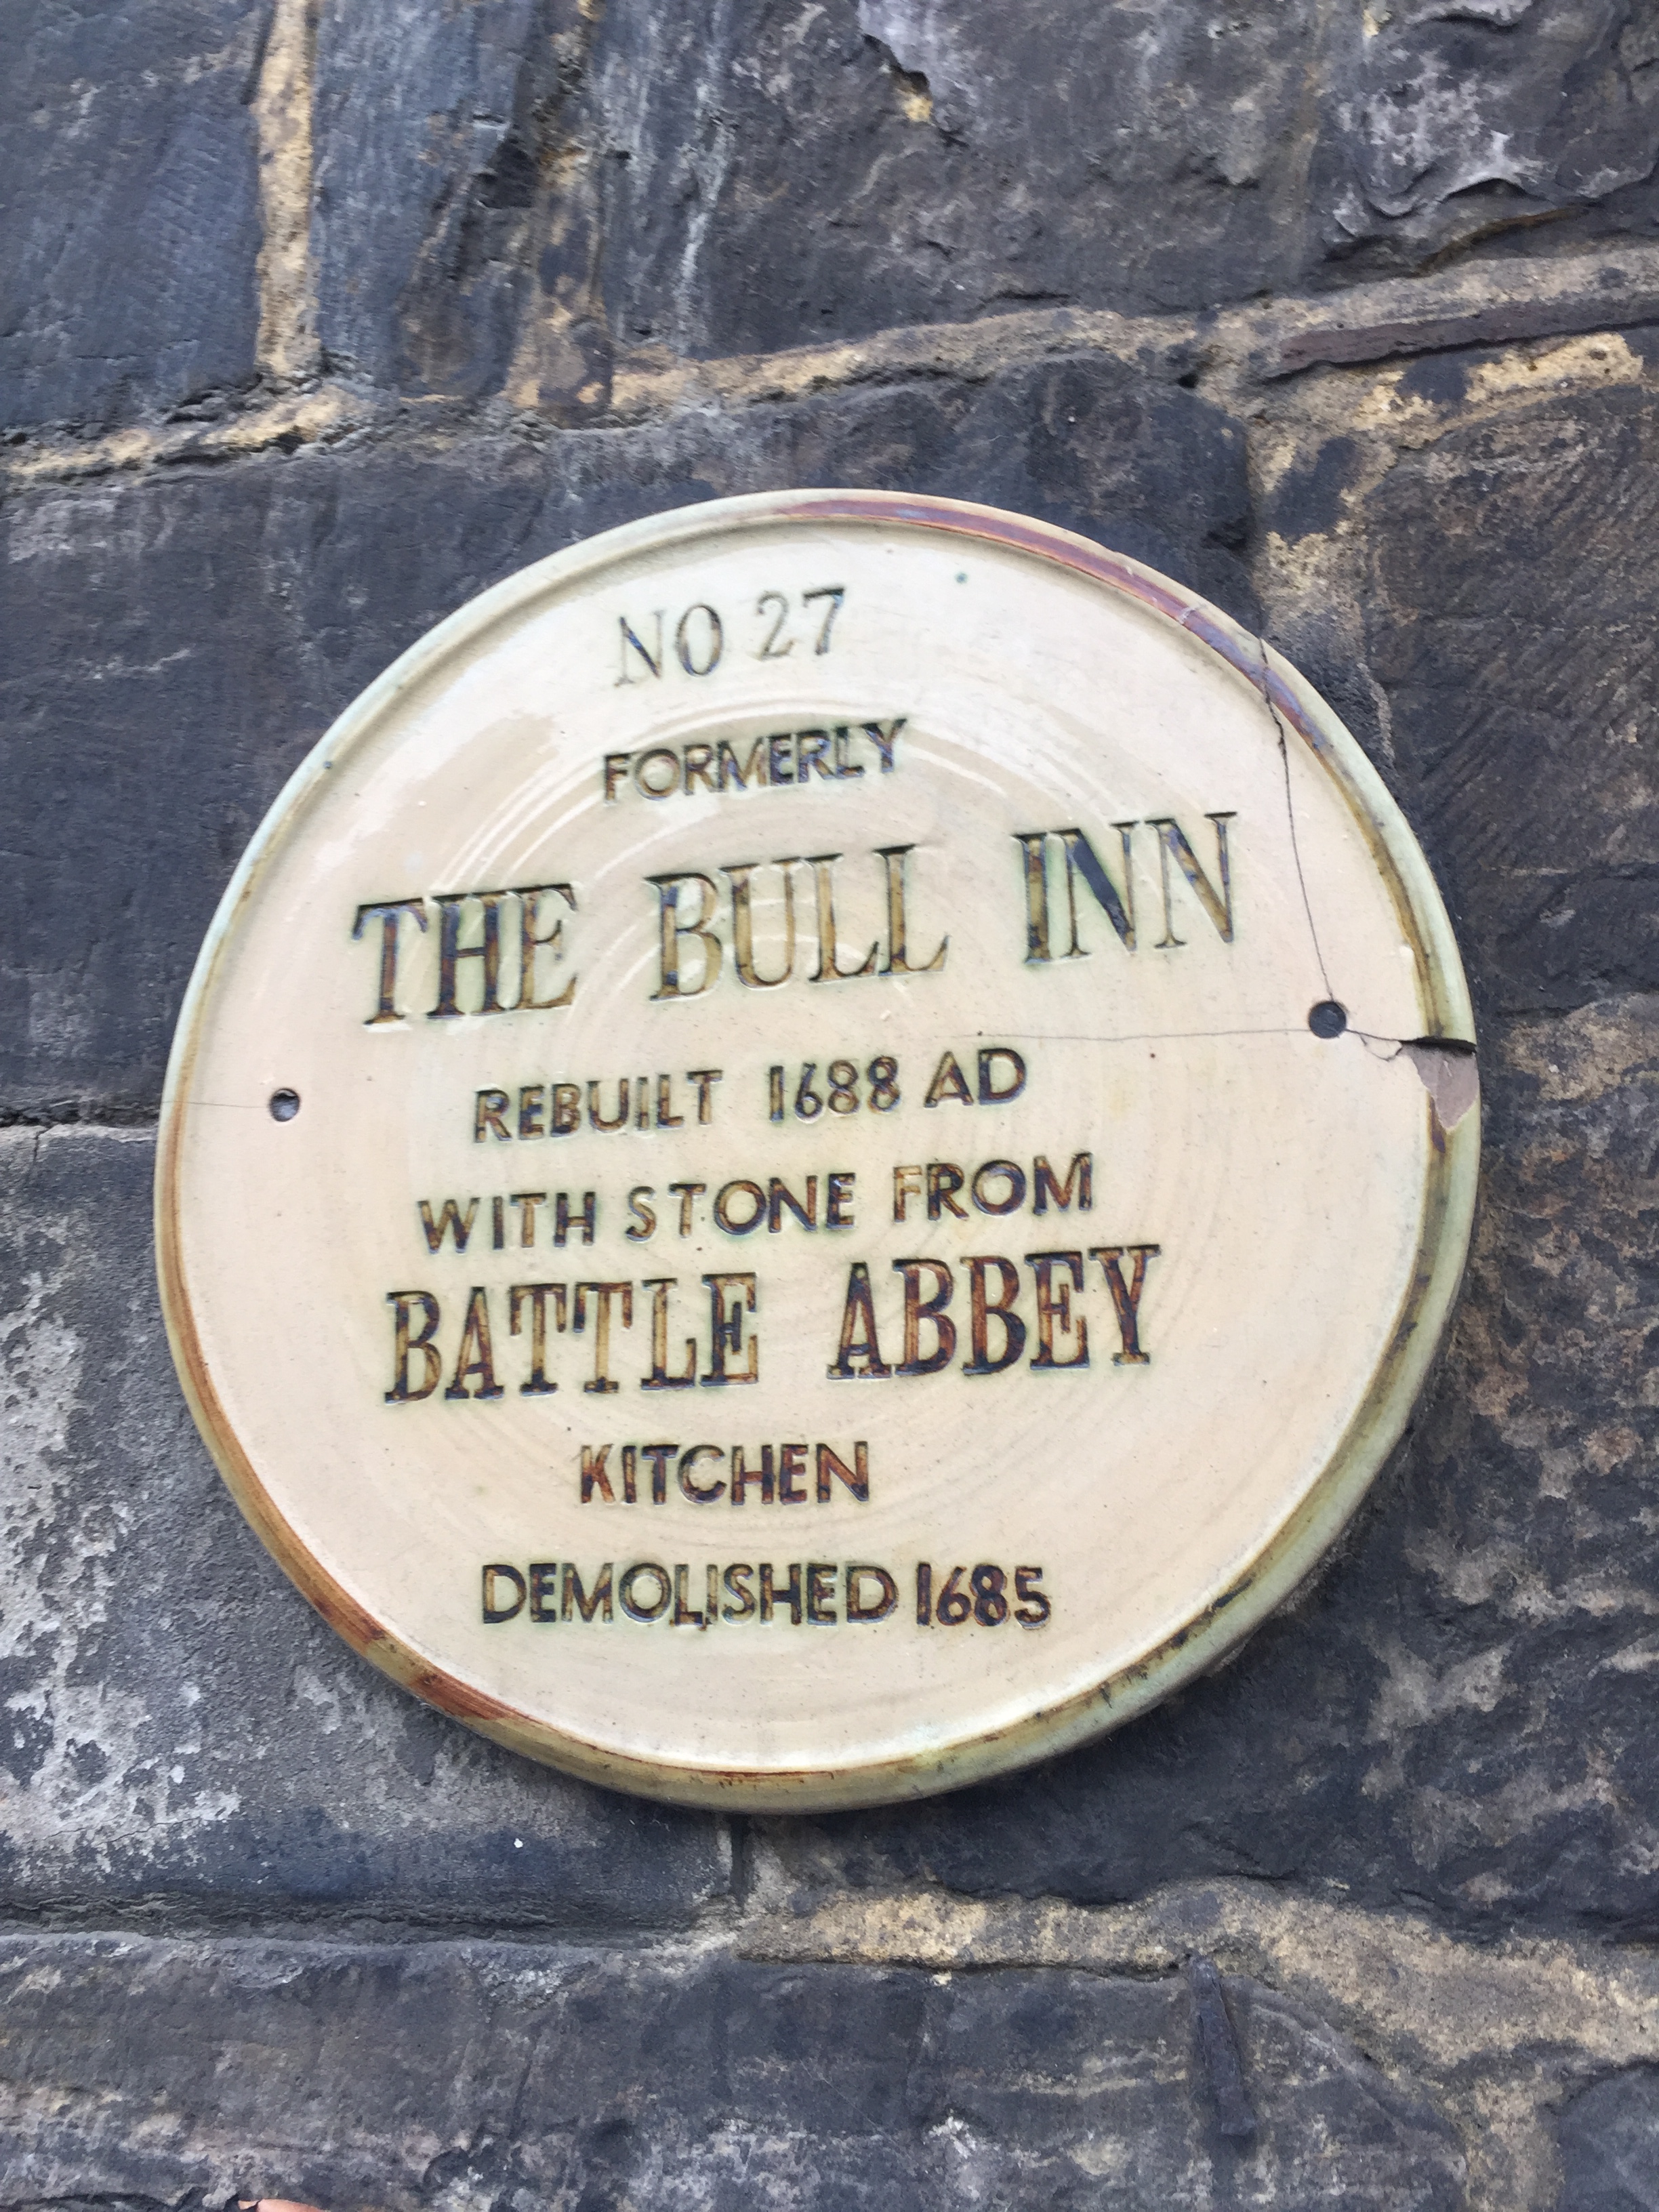 NO 27
FORMERLY
THE BULL INN
REBUILT 1688 AD
WITH STONE FROM
BATTLE ABBEY
KITCHEN
DEMOLISHED 1685